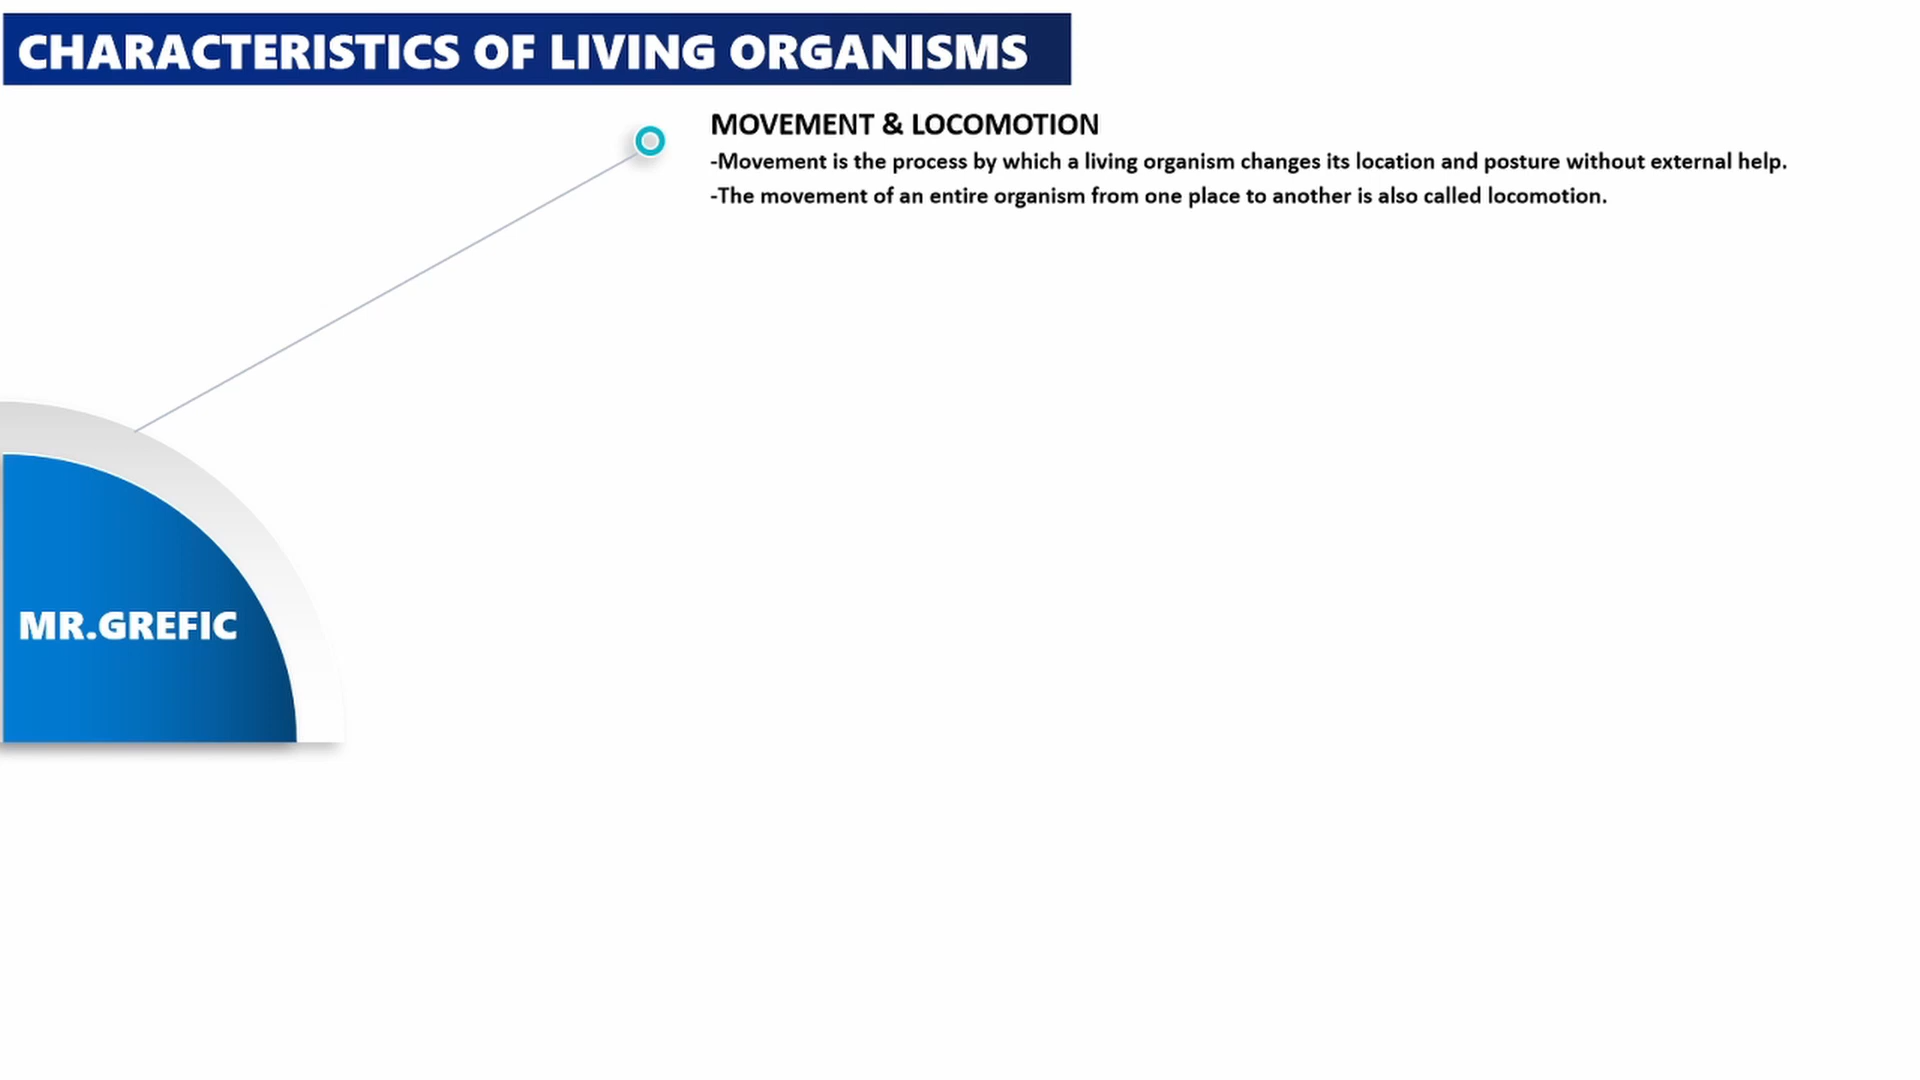 CHARACTERISTICS OF LIVING ORGANISMS
MOVEMENT & LOCOMOTION
-Movement is the process by which a living organism changes its location and posture without external help.
-The movement of an entire organism from one place to another is also called locomotion.
MR.GREFIC